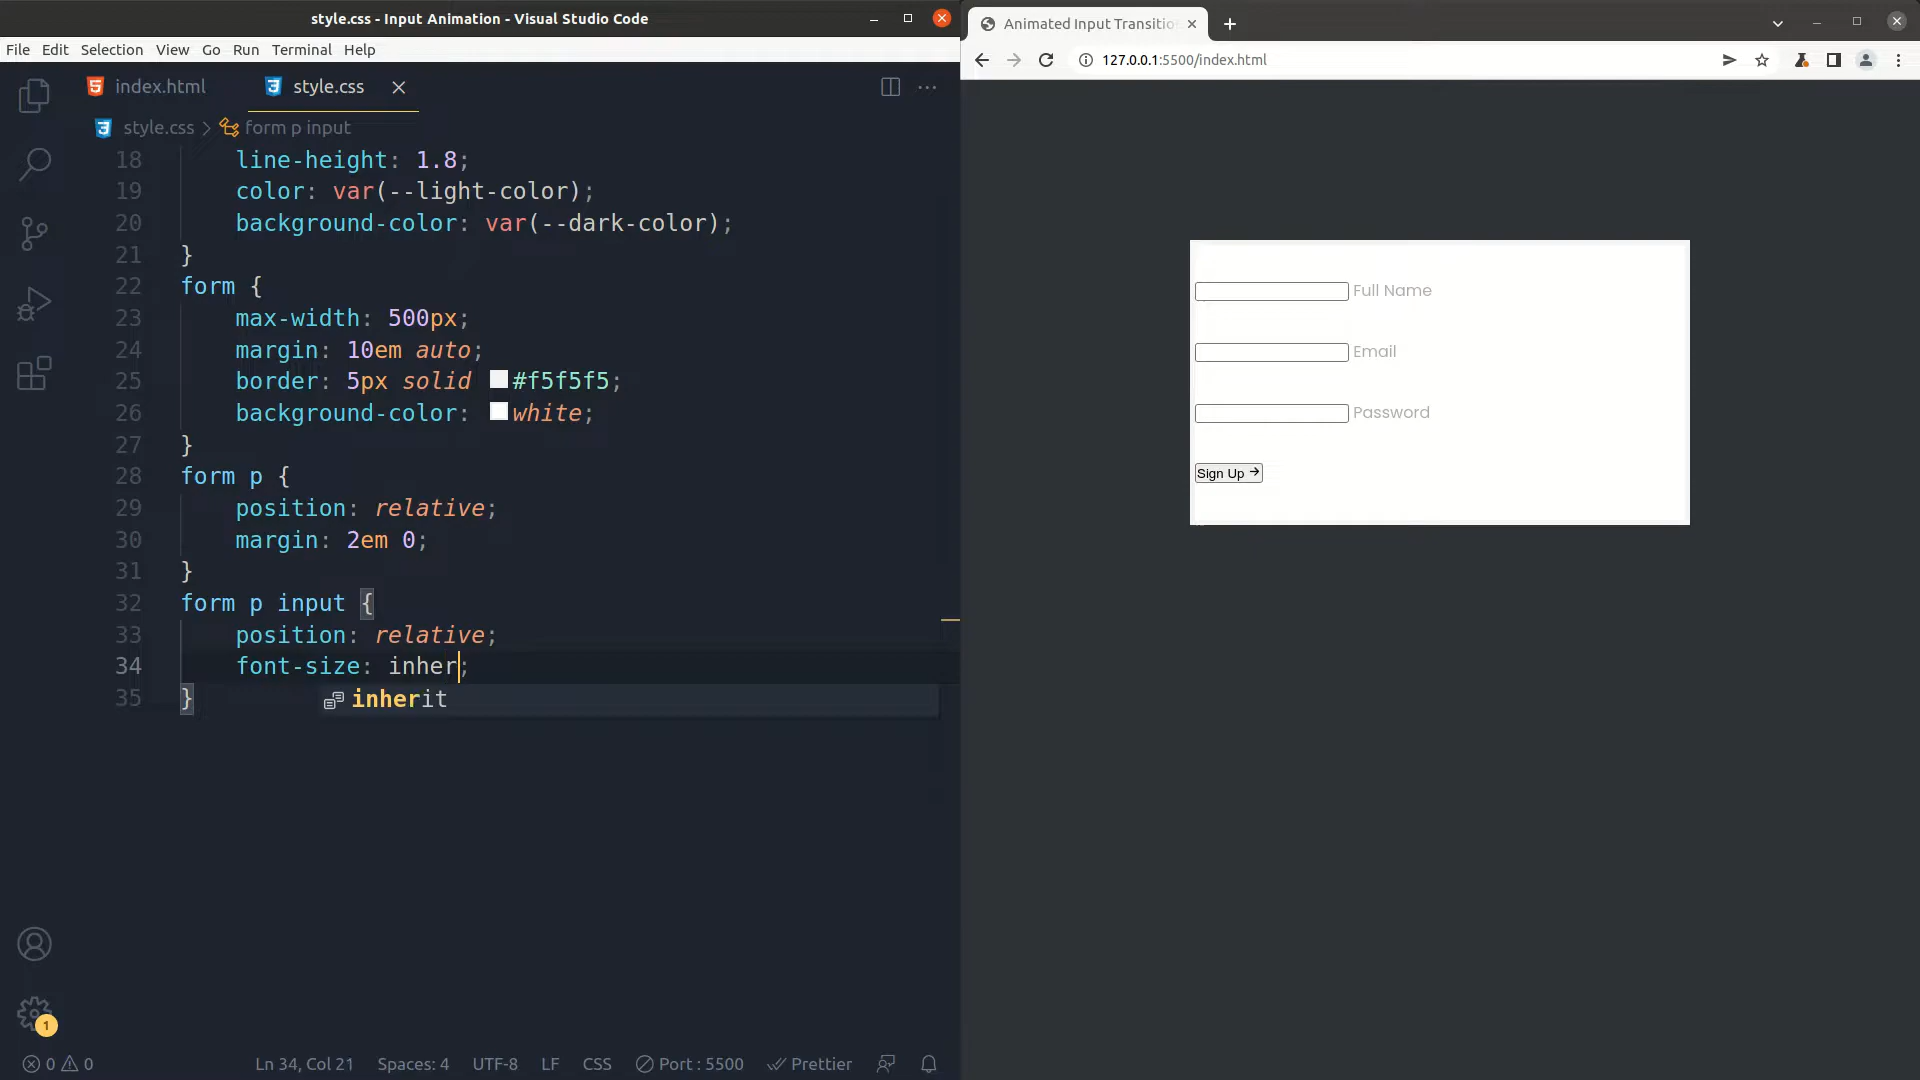 style.css - Input Animation - Visual Studio Code
File Edit Selection View Go Run Terminal Help
index.html style.css
style.css > form p input
18 line-height: 1.8;
19 color: var(--light-color);
20 background-color: var(--dark-color);
21 }
22 form {
23 max-width: 500px;
24 margin: 10em auto;
25 border: 5px solid #f5f5f5;
26 background-color: white;
27 }
28 form p {
29 position: relative;
30 margin: 2em 0;
31 }
32 form p input {
33 position: relative;
34 font-size: inher;
35 }
inherit
1
0 0 Ln 34, Col 21 Spaces: 4 UTF-8 LF CSS Port : 5500 Prettier
Animated Input Transitio
127.0.0.1:5500/index.html
Full Name
Email
Password
Sign Up →